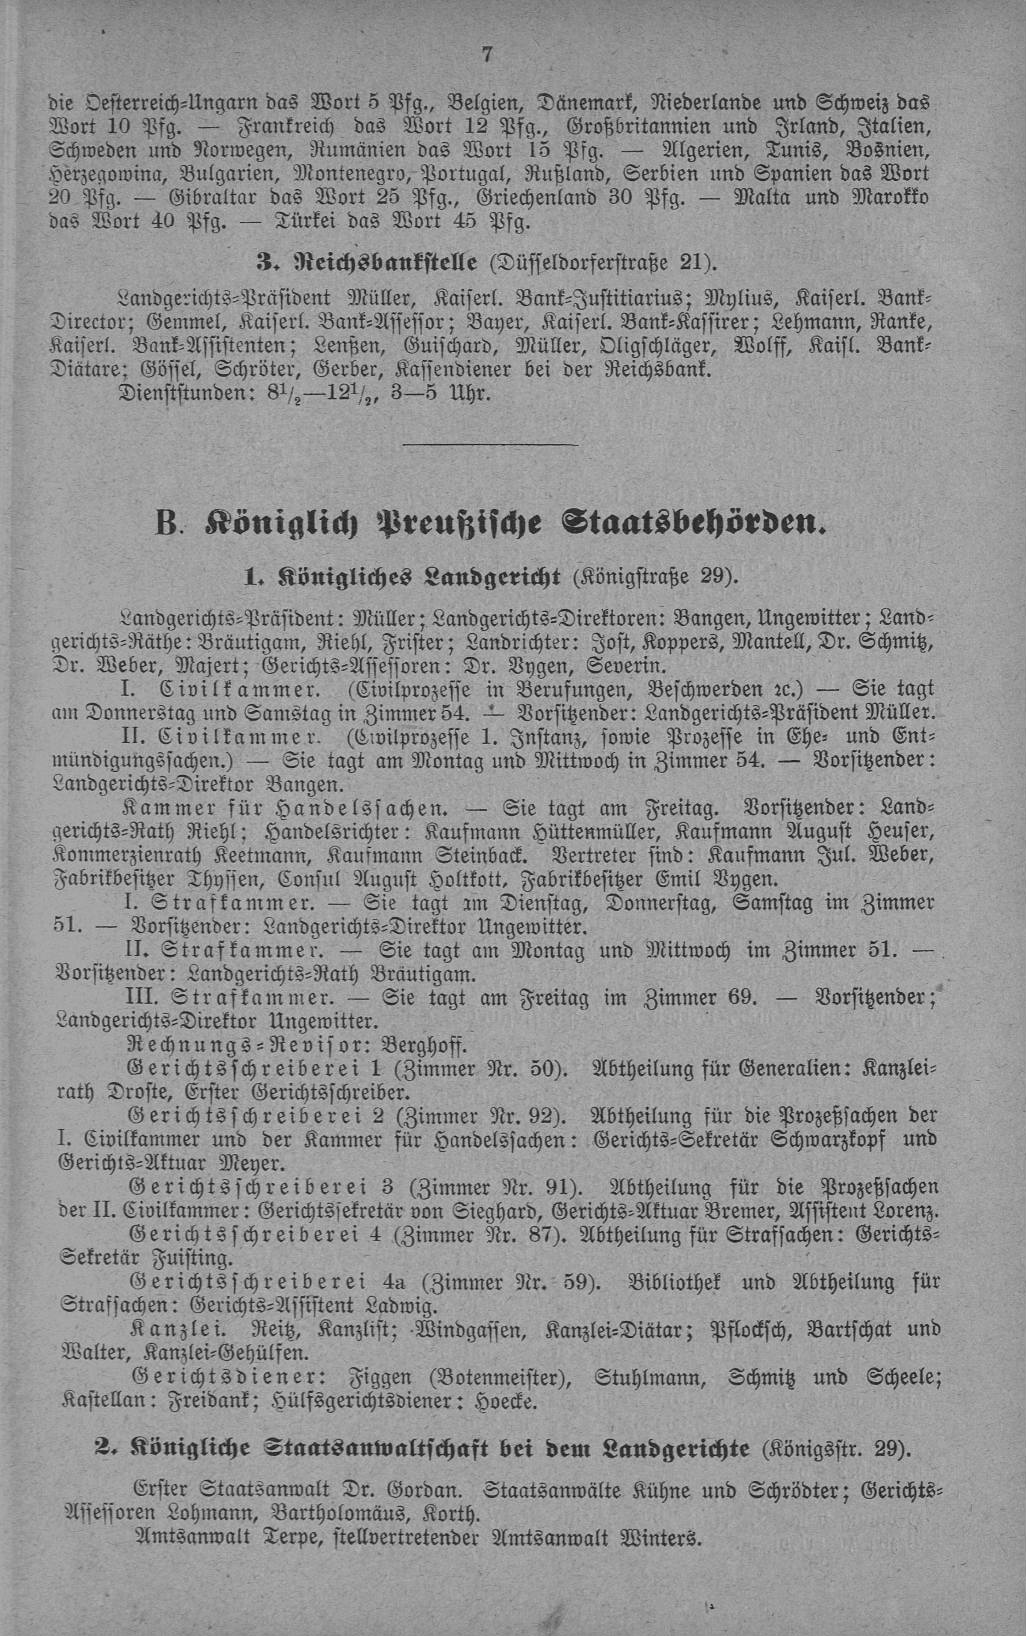 7
die Oesterreich-Ungarn das Wort 5 Pfg., Belgien, Dänemark, Niederlande und Schweiz das
Wort 10 Pfg. — Frankreich das Wort 12 Pfg., Großbritannien und Irland, Italien,
Schweden und Norwegen, Rumänien das Wort 15 Pfg. — Algerien, Tunis, Bosnien,
Herzegowina, Bulgarien, Montenegro, Portugal, Rußland, Serbien und Spanien das Wort
20 Pfg. — Gibraltar das Wort 25 Pfg., Griechenland 30 Pfg. — Malta und Marokko
das Wort 40 Pfg. — Türkei das Wort 45 Pfg.
3. Reichsbankstelle (Düsseldorferstraße 21).
Landgerichts-Präsident Müller, Kaiserl. Bank-Justitiarius; Mylius, Kaiserl. Bank-
Director; Gemmel, Kaiserl. Bank-Assessor; Bayer, Kaiserl. Bank-Kassirer; Lehmann, Ranke,
Kaiserl. Bank-Assistenten; Lenßen, Guischard, Müller, Oligschläger, Wolff, Kaisl. Bank-
Diätare; Gössel, Schröter, Gerber, Kassendiener bei der Reichsbank.
Dienststunden: 8½—12½, 3—5 Uhr.
B. Königlich Preußische Staatsbehörden.
1. Königliches Landgericht (Königstraße 29).
Landgerichts-Präsident: Müller; Landgerichts-Direktoren: Bangen, Ungewitter; Land-
gerichts-Räthe: Bräutigam, Riehl, Frister; Landrichter: Jost, Koppers, Mantell, Dr. Schmitz,
Dr. Weber, Majert; Gerichts-Assessoren: Dr. Vygen, Severin.
I. Civilkammer. (Civilprozesse in Berufungen, Beschwerden ꝛc.) — Sie tagt
am Donnerstag und Samstag in Zimmer 54. — Vorsitzender: Landgerichts-Präsident Müller.
II. Civilkammer. (Civilprozesse 1. Instanz, sowie Prozesse in Ehe- und Ent-
mündigungssachen.) — Sie tagt am Montag und Mittwoch in Zimmer 54. — Vorsitzender:
Landgerichts-Direktor Bangen.
Kammer für Handelssachen. — Sie tagt am Freitag. Vorsitzender: Land-
gerichts-Rath Riehl; Handelsrichter: Kaufmann Hüttenmüller, Kaufmann August Heuser,
Kommerzienrath Keetmann, Kaufmann Steinback. Vertreter sind: Kaufmann Jul. Weber,
Fabrikbesitzer Thyssen, Consul August Holtkott, Fabrikbesitzer Emil Vygen.
I. Strafkammer. — Sie tagt am Dienstag, Donnerstag, Samstag im Zimmer
51. — Vorsitzender: Landgerichts-Direktor Ungewitter.
II. Strafkammer. — Sie tagt am Montag und Mittwoch im Zimmer 51. —
Vorsitzender: Landgerichts-Rath Bräutigam.
III. Strafkammer. — Sie tagt am Freitag im Zimmer 69. — Vorsitzender;
Landgerichts-Direktor Ungewitter.
Rechnungs-Revisor: Berghoff.
Gerichtsschreiberei 1 (Zimmer Nr. 50). Abtheilung für Generalien: Kanzlei-
rath Droste, Erster Gerichtsschreiber.
Gerichtsschreiberei 2 (Zimmer Nr. 92). Abtheilung für die Prozeßsachen der
I. Civilkammer und der Kammer für Handelssachen: Gerichts-Sekretär Schwarzkopf und
Gerichts-Aktuar Meyer.
Gerichtsschreiberei 3 (Zimmer Nr. 91). Abtheilung für die Prozeßsachen
der II. Civilkammer: Gerichtssekretär von Sieghard, Gerichts-Aktuar Bremer, Assistent Lorenz.
Gerichtsschreiberei 4 (Zimmer Nr. 87). Abtheilung für Strafsachen: Gerichts-
Sekretär Fuisting.
Gerichtsschreiberei 4a (Zimmer Nr. 59). Bibliothek und Abtheilung für
Strafsachen: Gerichts-Assistent Ladwig.
Kanzlei. Reitz, Kanzlist; Windgassen, Kanzlei-Diätar; Pflocksch, Bartschat und
Walter, Kanzlei-Gehülfen.
Gerichtsdiener: Figgen (Botenmeister), Stuhlmann, Schmitz und Scheele;
Kastellan: Freidank; Hülfsgerichtsdiener: Hoecke.
2. Königliche Staatsanwaltschaft bei dem Landgerichte (Königsstr. 29).
Erster Staatsanwalt Dr. Gordan. Staatsanwälte Kühne und Schrödter; Gerichts-
Assessoren Lohmann, Bartholomäus, Korth.
Amtsanwalt Terpe, stellvertretender Amtsanwalt Winters.